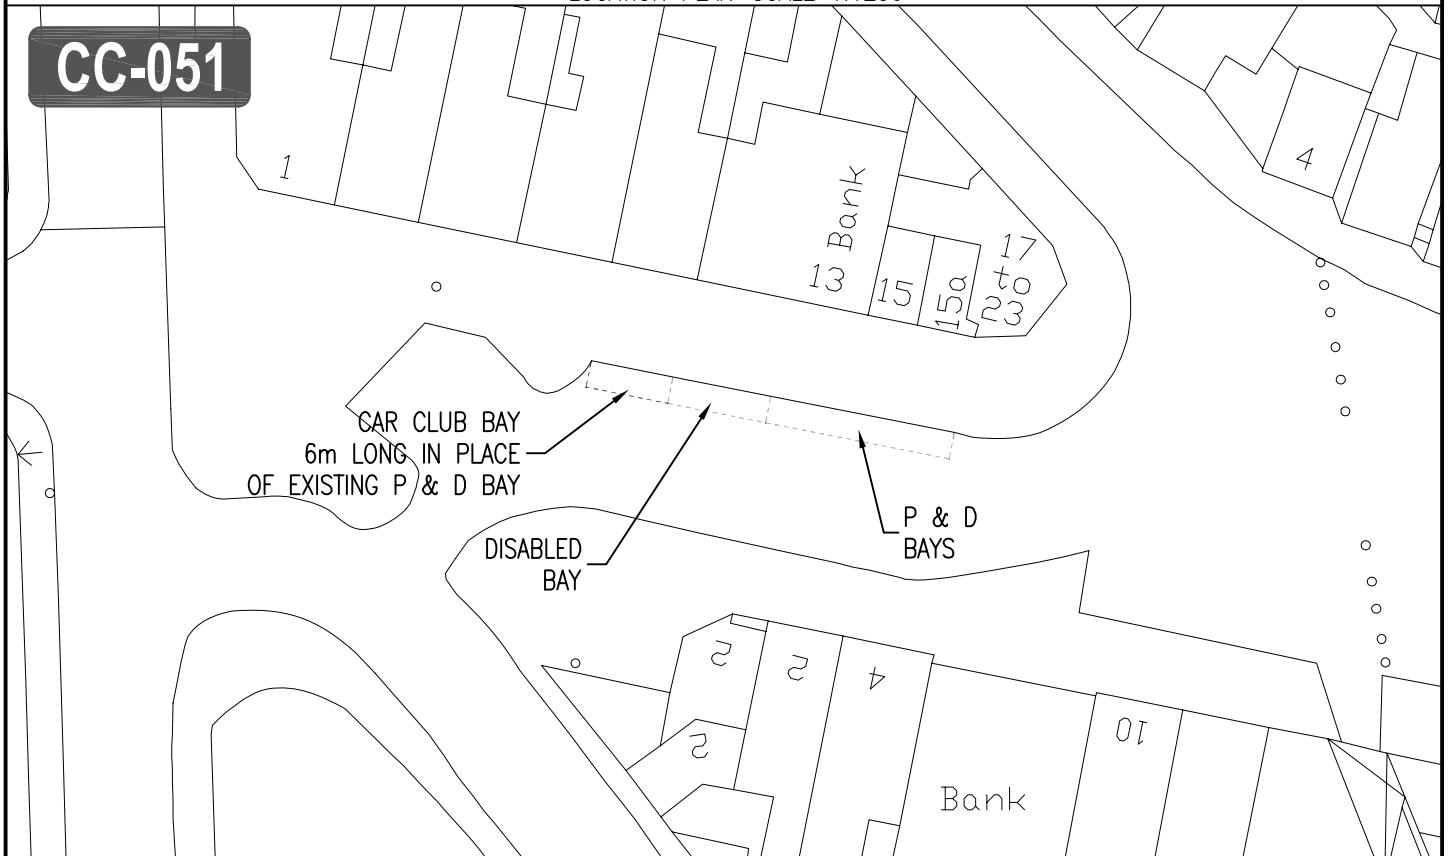 CC-051
1
4
Bank
13
15
15a
17
to
23
CAR CLUB BAY
6m LONG IN PLACE
OF EXISTING P & D BAY
DISABLED
BAY
P & D
BAYS
2
2
4
2
10
Bank